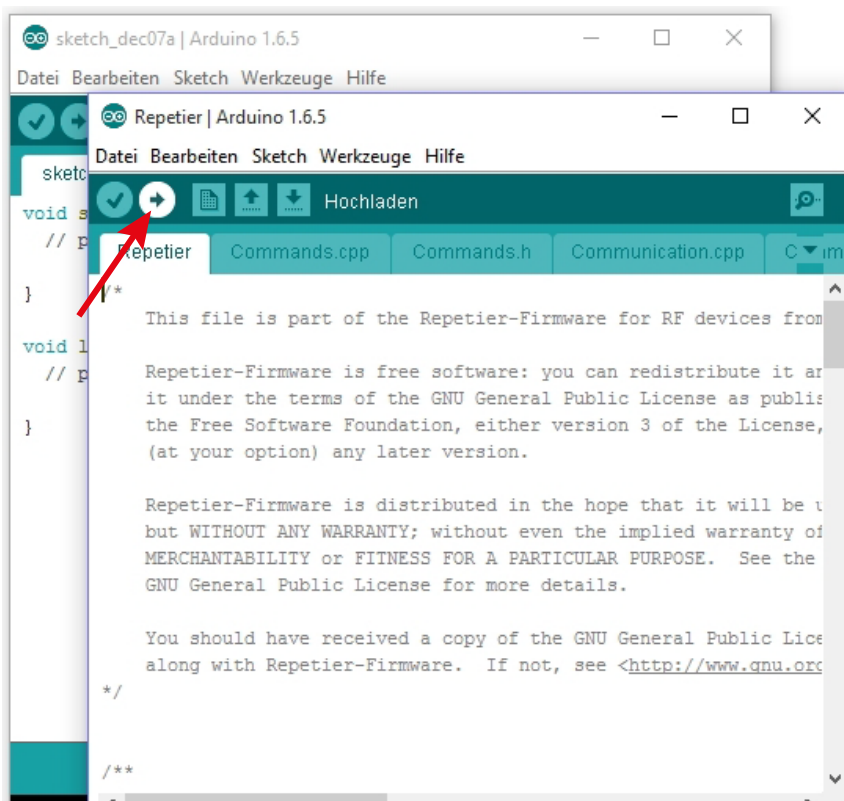 sketch_dec07a | Arduino 1.6.5
Datei Bearbeiten Sketch Werkzeuge Hilfe
Repetier | Arduino 1.6.5
Datei Bearbeiten Sketch Werkzeuge Hilfe
Hochladen
Repetier Commands.cpp Commands.h Communication.cpp
void
//
}
void
//
}
/*
This file is part of the Repetier-Firmware for RF devices from
Repetier-Firmware is free software: you can redistribute it
it under the terms of the GNU General Public License as
the Free Software Foundation, either version 3 of the License,
(at your option) any later version.
Repetier-Firmware is distributed in the hope that it will be
but WITHOUT ANY WARRANTY; without even the implied warranty of
MERCHANTABILITY or FITNESS FOR A PARTICULAR PURPOSE. See the
GNU General Public License for more details.
You should have received a copy of the GNU General Public
along with Repetier-Firmware. If not, see <http://www.gnu.org
*/
/**